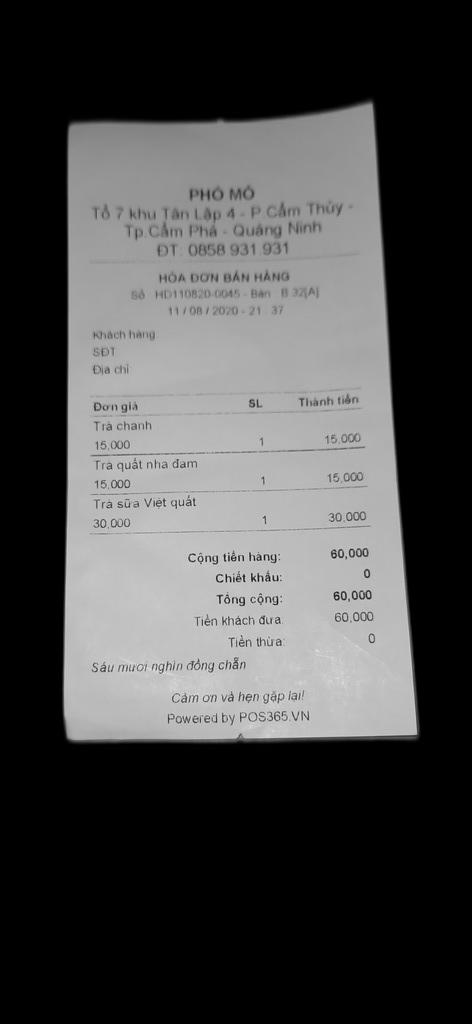 PHỐ MỎ
Tổ 7 khu Tân Lập 4 - P.Cẩm Thủy -
Tp.Cẩm Phả - Quảng Ninh
ĐT: 0858.931.931
HÓA ĐƠN BÁN HÀNG
Số : HD110820-0045 - Bàn : B.32[A]
11 / 08 / 2020 - 21 : 37
Khách hàng:
SĐT
Địa chỉ
Đơn giá SL Thành tiền
Trà chanh
15,000 1 15,000
Trà quất nha đam
15,000 1 15,000
Trà sữa Việt quất
30,000 1 30,000
Cộng tiền hàng: 60,000
Chiết khấu: 0
Tổng cộng: 60,000
Tiền khách đưa: 60,000
Tiền thừa: 0
Sáu mươi nghìn đồng chẵn
Cảm ơn và hẹn gặp lại!
Powered by POS365.VN